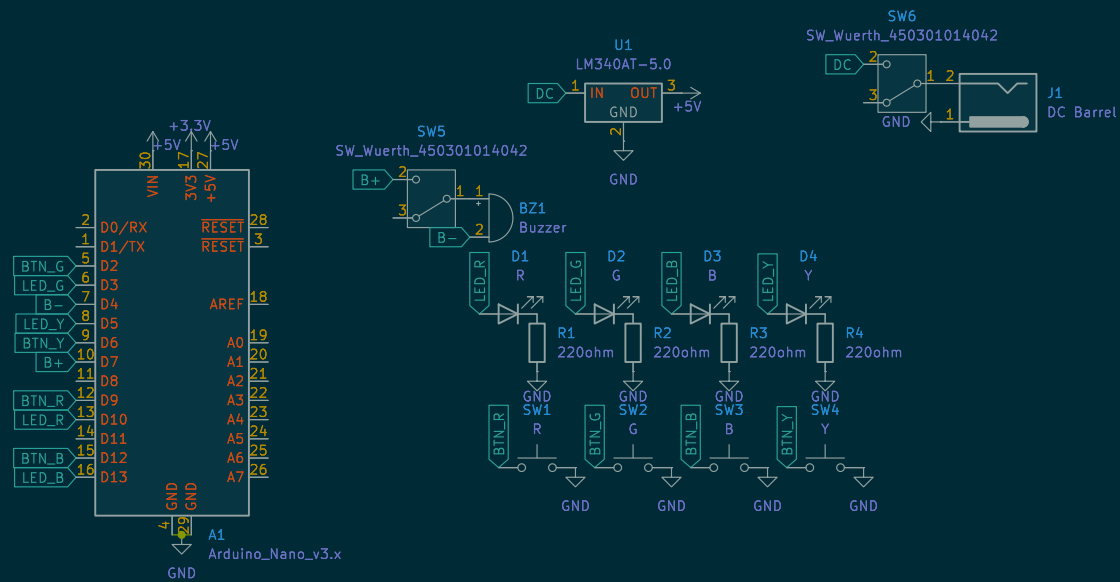 SW6
SW_Wuerth_450301014042
DC 2
1 2
3
J1
DC Barrel
GND 1
U1
LM340AT-5.0
DC 1 IN OUT 3
+5V
GND
2
GND
SW5
SW_Wuerth_450301014042
B+ 2
1 1
+
3
B- 2
BZ1
Buzzer
+3.3V
+5V +5V
30 17 27
VIN 3V3 +5V
2 D0/RX RESET 28
1 D1/TX RESET 3
BTN_G 5 D2
LED_G 6 D3
B- 7 D4 AREF 18
LED_Y 8 D5
BTN_Y 9 D6 A0 19
B+ 10 D7 A1 20
11 D8 A2 21
BTN_R 12 D9 A3 22
LED_R 13 D10 A4 23
14 D11 A5 24
BTN_B 15 D12 A6 25
LED_B 16 D13 A7 26
GND GND
4 29
A1
Arduino_Nano_v3.x
GND
LED_R D1 LED_G D2 LED_B D3 LED_Y D4
R G B Y
R1 R2 R3 R4
220ohm 220ohm 220ohm 220ohm
GND GND GND GND
BTN_R SW1 BTN_G SW2 BTN_B SW3 BTN_Y SW4
R G B Y
GND GND GND GND